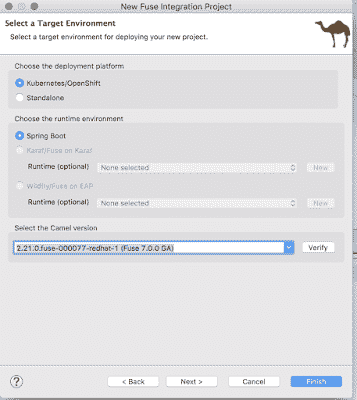 New Fuse Integration Project
Select a Target Environment
Select a target environment for deploying your new project.
Choose the deployment platform
Kubernetes/OpenShift
Standalone
Choose the runtime environment
Spring Boot
Karaf/Fuse on Karaf
Runtime (optional) None selected New
Wildfly/Fuse on EAP
Runtime (optional) None selected New
Select the Camel version
2.21.0.fuse-000077-redhat-1 (Fuse 7.0.0 GA) Verify
? < Back Next > Cancel Finish